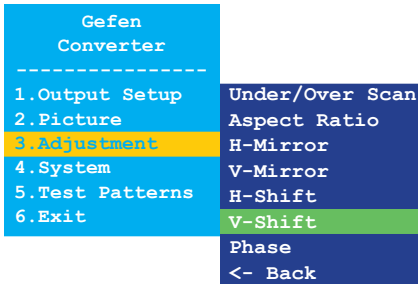 Gefen
Converter
----------------
1.Output Setup
2.Picture
3.Adjustment
4.System
5.Test Patterns
6.Exit
Under/Over Scan
Aspect Ratio
H-Mirror
V-Mirror
H-Shift
V-Shift
Phase
<- Back